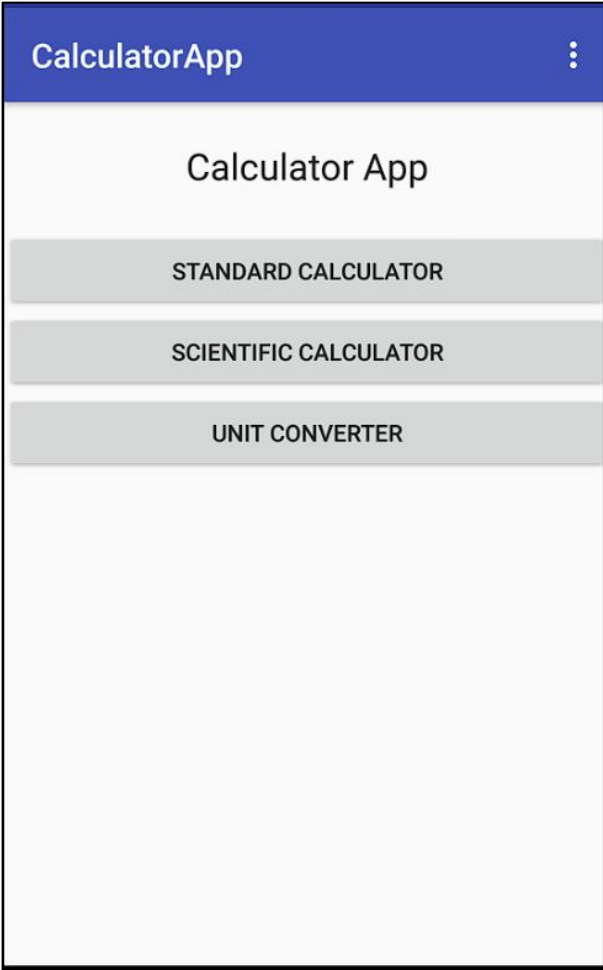 CalculatorApp
Calculator App
STANDARD CALCULATOR
SCIENTIFIC CALCULATOR
UNIT CONVERTER